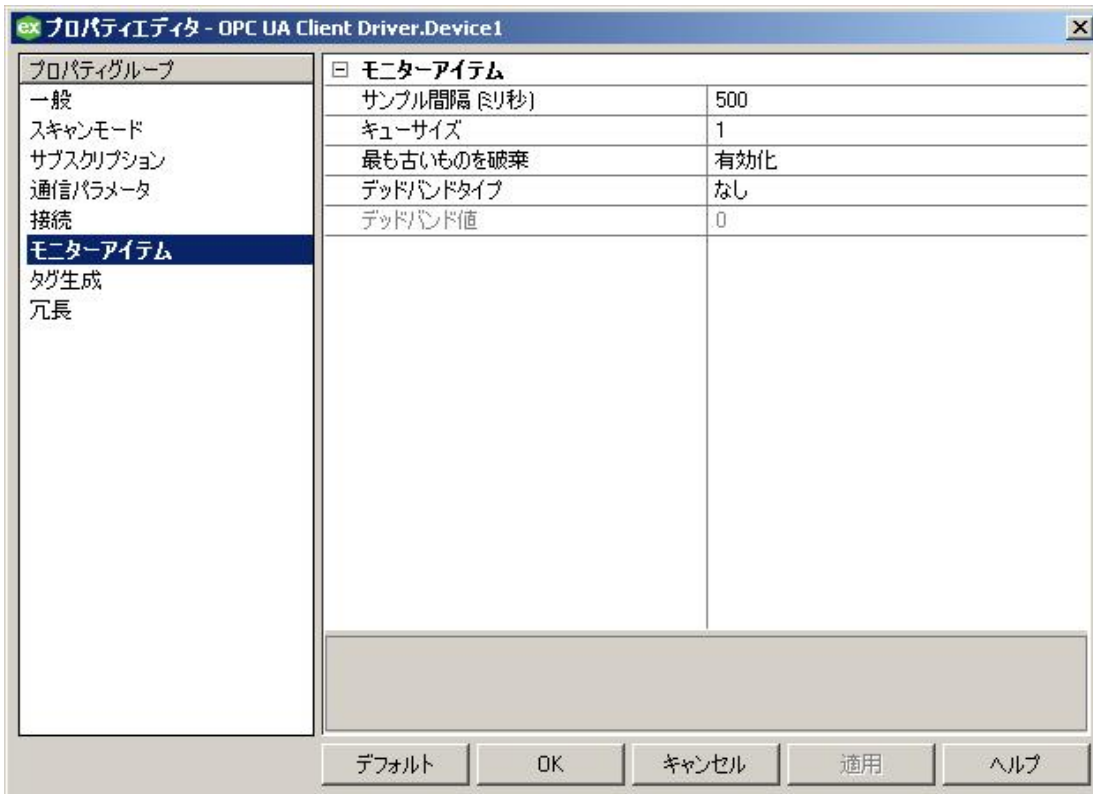 ex プロパティエディタ - OPC UA Client Driver.Device1
プロパティグループ
一般
スキャンモード
サブスクリプション
通信パラメータ
接続
モニターアイテム
タグ生成
冗長
モニターアイテム
サンプル間隔 (ミリ秒) 500
キューサイズ 1
最も古いものを破棄 有効化
デッドバンドタイプ なし
デッドバンド値 0
デフォルト OK キャンセル 適用 ヘルプ